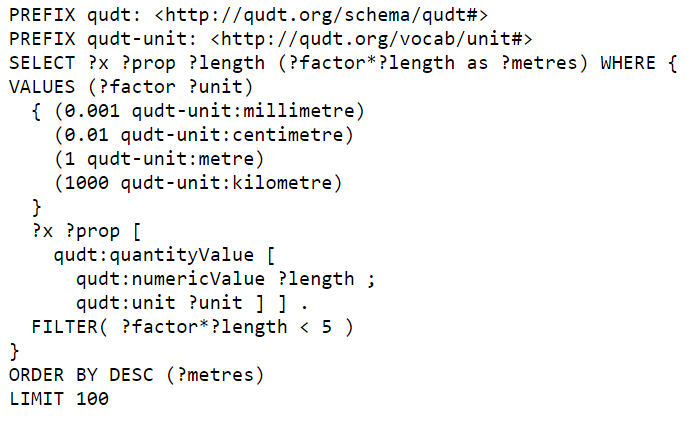 PREFIX qudt: <http://qudt.org/schema/qudt#>
PREFIX qudt-unit: <http://qudt.org/vocab/unit#>
SELECT ?x ?prop ?length (?factor*?length as ?metres) WHERE {
VALUES (?factor ?unit)
  { (0.001 qudt-unit:millimetre)
    (0.01 qudt-unit:centimetre)
    (1 qudt-unit:metre)
    (1000 qudt-unit:kilometre)
  }
  ?x ?prop [
    qudt:quantityValue [
      qudt:numericValue ?length ;
      qudt:unit ?unit ] ] .
  FILTER( ?factor*?length < 5 )
}
ORDER BY DESC (?metres)
LIMIT 100